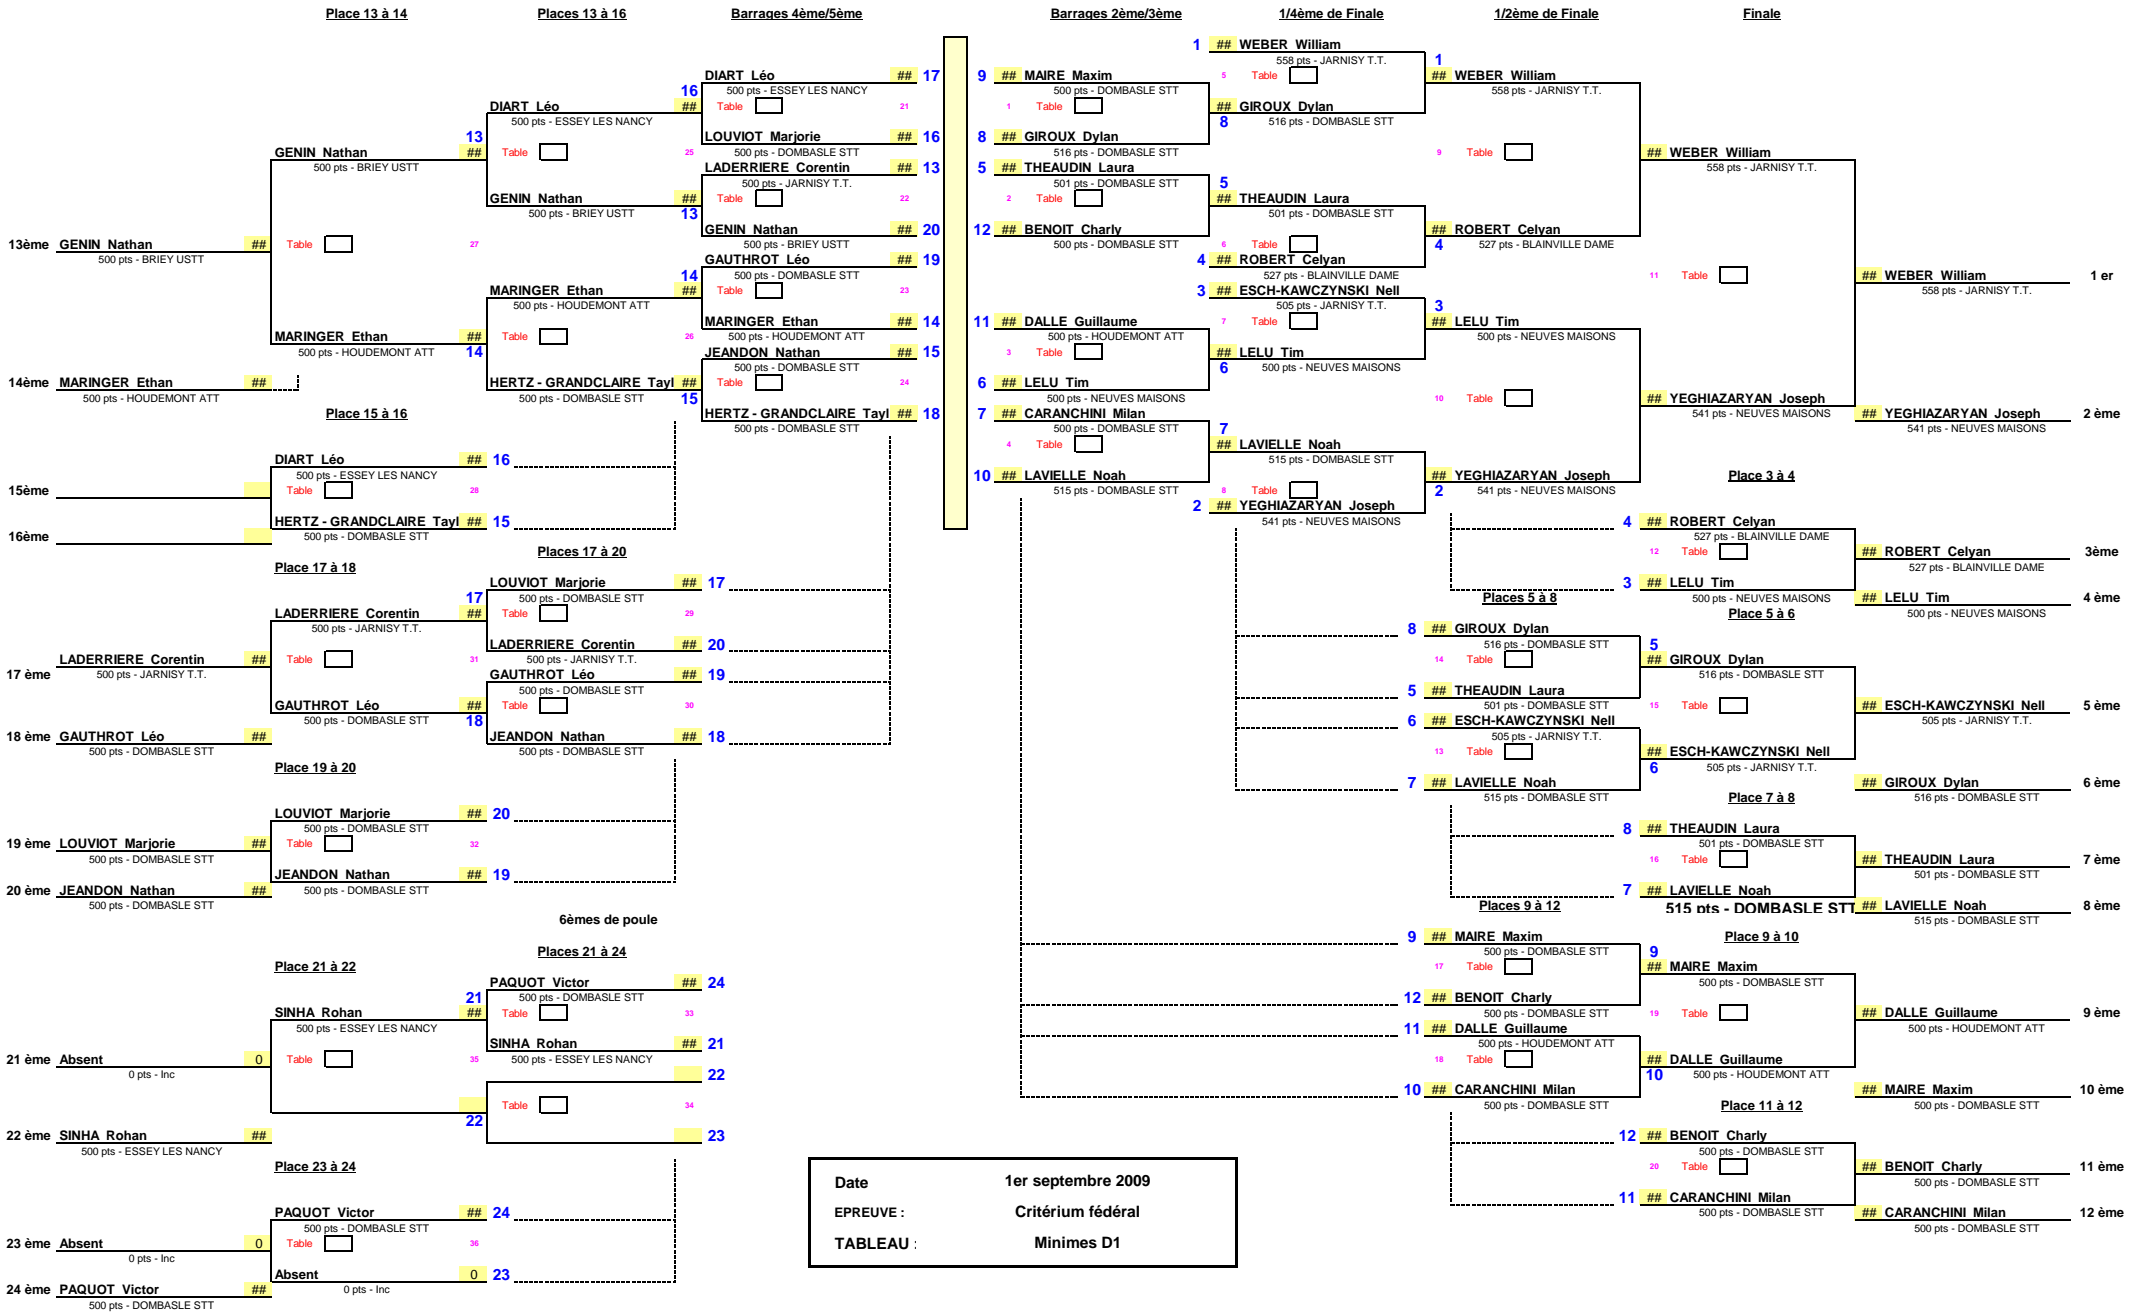 Place 13 à 14
Places 13 à 16
Barrages 4ème/5ème
Barrages 2ème/3ème
1/4ème de Finale
1/2ème de Finale
Finale
GENIN Nathan ##
500 pts - BRIEY USTT
13
Table 27
MARINGER Ethan ##
500 pts - HOUDEMONT ATT
14
13ème GENIN Nathan ##
500 pts - BRIEY USTT
14ème MARINGER Ethan ##
500 pts - HOUDEMONT ATT
DIART Léo ##
500 pts - ESSEY LES NANCY
16
Table 25
GENIN Nathan ##
500 pts - BRIEY USTT
13
MARINGER Ethan ##
500 pts - HOUDEMONT ATT
14
Table 26
HERTZ - GRANDCLAIRE Tayl ##
500 pts - DOMBASLE STT
15
DIART Léo ## 17
500 pts - ESSEY LES NANCY
Table 21
LOUVIOT Marjorie ## 16
500 pts - DOMBASLE STT
LADERRIERE Corentin ## 13
500 pts - JARNISY T.T.
Table 22
GENIN Nathan ## 20
500 pts - BRIEY USTT
GAUTHROT Léo ## 19
500 pts - DOMBASLE STT
Table 23
MARINGER Ethan ## 14
500 pts - HOUDEMONT ATT
JEANDON Nathan ## 15
500 pts - DOMBASLE STT
Table 24
HERTZ - GRANDCLAIRE Tayl ## 18
500 pts - DOMBASLE STT
Place 15 à 16
DIART Léo ## 16
500 pts - ESSEY LES NANCY
Table 28
HERTZ - GRANDCLAIRE Tayl ## 15
500 pts - DOMBASLE STT
15ème
16ème
Places 17 à 20
LOUVIOT Marjorie ## 17
500 pts - DOMBASLE STT
Table 29
LADERRIERE Corentin ## 20
500 pts - JARNISY T.T.
GAUTHROT Léo ## 19
500 pts - DOMBASLE STT
Table 30
JEANDON Nathan ## 18
500 pts - DOMBASLE STT
Place 17 à 18
17
LADERRIERE Corentin ##
500 pts - JARNISY T.T.
Table 31
GAUTHROT Léo ##
500 pts - DOMBASLE STT
18
17 ème LADERRIERE Corentin ##
500 pts - JARNISY T.T.
18 ème GAUTHROT Léo ##
500 pts - DOMBASLE STT
Place 19 à 20
LOUVIOT Marjorie ## 20
500 pts - DOMBASLE STT
Table 32
JEANDON Nathan ## 19
500 pts - DOMBASLE STT
19 ème LOUVIOT Marjorie ##
500 pts - DOMBASLE STT
20 ème JEANDON Nathan ##
500 pts - DOMBASLE STT
6èmes de poule
Places 21 à 24
PAQUOT Victor ## 24
500 pts - DOMBASLE STT
Table 33
SINHA Rohan ## 21
500 pts - ESSEY LES NANCY
22
Table 34
23
Place 21 à 22
21
SINHA Rohan ##
500 pts - ESSEY LES NANCY
Table 35
22
21 ème Absent 0
0 pts - Inc
22 ème SINHA Rohan ##
500 pts - ESSEY LES NANCY
Place 23 à 24
PAQUOT Victor ## 24
500 pts - DOMBASLE STT
Table 36
Absent 0 23
0 pts - Inc
23 ème Absent 0
0 pts - Inc
24 ème PAQUOT Victor ##
500 pts - DOMBASLE STT
9 ## MAIRE Maxim
500 pts - DOMBASLE STT
1 Table
8 ## GIROUX Dylan
516 pts - DOMBASLE STT
5 ## THEAUDIN Laura
501 pts - DOMBASLE STT
2 Table
12 ## BENOIT Charly
500 pts - DOMBASLE STT
11 ## DALLE Guillaume
500 pts - HOUDEMONT ATT
3 Table
6 ## LELU Tim
500 pts - NEUVES MAISONS
7 ## CARANCHINI Milan
500 pts - DOMBASLE STT
4 Table
10 ## LAVIELLE Noah
515 pts - DOMBASLE STT
1 ## WEBER William
558 pts - JARNISY T.T.
5 Table
## GIROUX Dylan
8 516 pts - DOMBASLE STT
5
## THEAUDIN Laura
501 pts - DOMBASLE STT
6 Table
4 ## ROBERT Celyan
527 pts - BLAINVILLE DAME
3 ## ESCH-KAWCZYNSKI Nell
505 pts - JARNISY T.T.
7 Table
## LELU Tim
6 500 pts - NEUVES MAISONS
7
## LAVIELLE Noah
515 pts - DOMBASLE STT
8 Table
2 ## YEGHIAZARYAN Joseph
541 pts - NEUVES MAISONS
1
## WEBER William
558 pts - JARNISY T.T.
9 Table
## ROBERT Celyan
4 527 pts - BLAINVILLE DAME
3
## LELU Tim
500 pts - NEUVES MAISONS
10 Table
## YEGHIAZARYAN Joseph
2 541 pts - NEUVES MAISONS
## WEBER William
558 pts - JARNISY T.T.
11 Table
## YEGHIAZARYAN Joseph
541 pts - NEUVES MAISONS
## WEBER William 1 er
558 pts - JARNISY T.T.
## YEGHIAZARYAN Joseph 2 ème
541 pts - NEUVES MAISONS
Place 3 à 4
4 ## ROBERT Celyan
527 pts - BLAINVILLE DAME
12 Table
3 ## LELU Tim
500 pts - NEUVES MAISONS
## ROBERT Celyan 3ème
527 pts - BLAINVILLE DAME
## LELU Tim 4 ème
500 pts - NEUVES MAISONS
Places 5 à 8
8 ## GIROUX Dylan
516 pts - DOMBASLE STT
14 Table
5 ## THEAUDIN Laura
501 pts - DOMBASLE STT
6 ## ESCH-KAWCZYNSKI Nell
505 pts - JARNISY T.T.
13 Table
7 ## LAVIELLE Noah
515 pts - DOMBASLE STT
Place 5 à 6
5
## GIROUX Dylan
516 pts - DOMBASLE STT
15 Table
## ESCH-KAWCZYNSKI Nell
6 505 pts - JARNISY T.T.
## ESCH-KAWCZYNSKI Nell 5 ème
505 pts - JARNISY T.T.
## GIROUX Dylan 6 ème
516 pts - DOMBASLE STT
Place 7 à 8
8 ## THEAUDIN Laura
501 pts - DOMBASLE STT
16 Table
7 ## LAVIELLE Noah
515 pts - DOMBASLE STT
## THEAUDIN Laura 7 ème
501 pts - DOMBASLE STT
## LAVIELLE Noah 8 ème
515 pts - DOMBASLE STT
Places 9 à 12
9 ## MAIRE Maxim
500 pts - DOMBASLE STT
17 Table
12 ## BENOIT Charly
500 pts - DOMBASLE STT
11 ## DALLE Guillaume
500 pts - HOUDEMONT ATT
18 Table
10 ## CARANCHINI Milan
500 pts - DOMBASLE STT
Place 9 à 10
9
## MAIRE Maxim
500 pts - DOMBASLE STT
19 Table
## DALLE Guillaume
10 500 pts - HOUDEMONT ATT
## DALLE Guillaume 9 ème
500 pts - HOUDEMONT ATT
## MAIRE Maxim 10 ème
500 pts - DOMBASLE STT
Place 11 à 12
12 ## BENOIT Charly
500 pts - DOMBASLE STT
20 Table
11 ## CARANCHINI Milan
500 pts - DOMBASLE STT
## BENOIT Charly 11 ème
500 pts - DOMBASLE STT
## CARANCHINI Milan 12 ème
500 pts - DOMBASLE STT
Date 1er septembre 2009
EPREUVE : Critérium fédéral
TABLEAU : Minimes D1